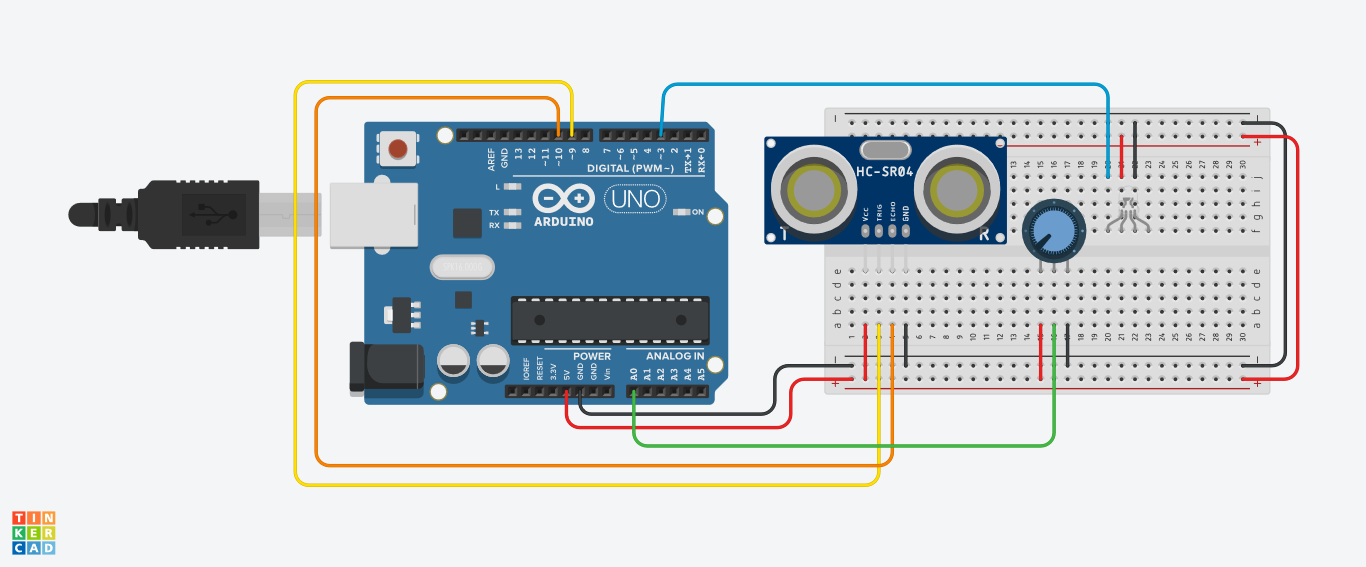 AREF
GND
13
12
~11
~10
~9
8
7
~6
~5
4
~3
2
TX→1
RX←0
DIGITAL (PWM~)
L
TX
RX
ARDUINO
UNO
ON
IOREF
RESET
3.3V
5V
GND
GND
Vin
POWER
A0
A1
A2
A3
A4
A5
ANALOG IN
HC-SR04
T
R
Vcc
TRIG
ECHO
GND
13 14 15 16 17 18 19 20 21 22 23 24 25 26 27 28 29 30
j
i
h
g
f
e
d
c
b
a
e
d
c
b
a
1 2 3 4 5 6 7 8 9 10 11 12 13 14 15 16 17 18 19 20 21 22 23 24 25 26 27 28 29 30
TIN
KER
CAD